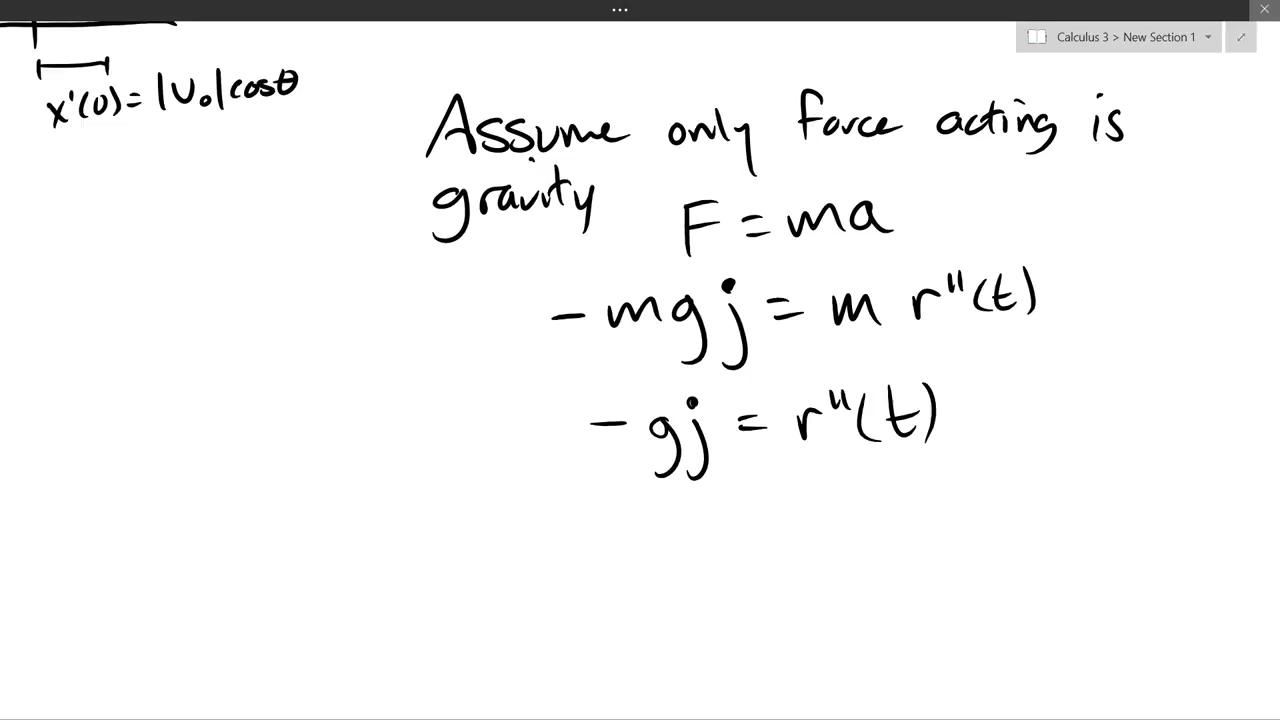 ...
Calculus 3 > New Section 1
x'(0) = |v₀| cosθ
Assume only force acting is
gravity
F = ma
-mgj = m r''(t)
-gj = r''(t)